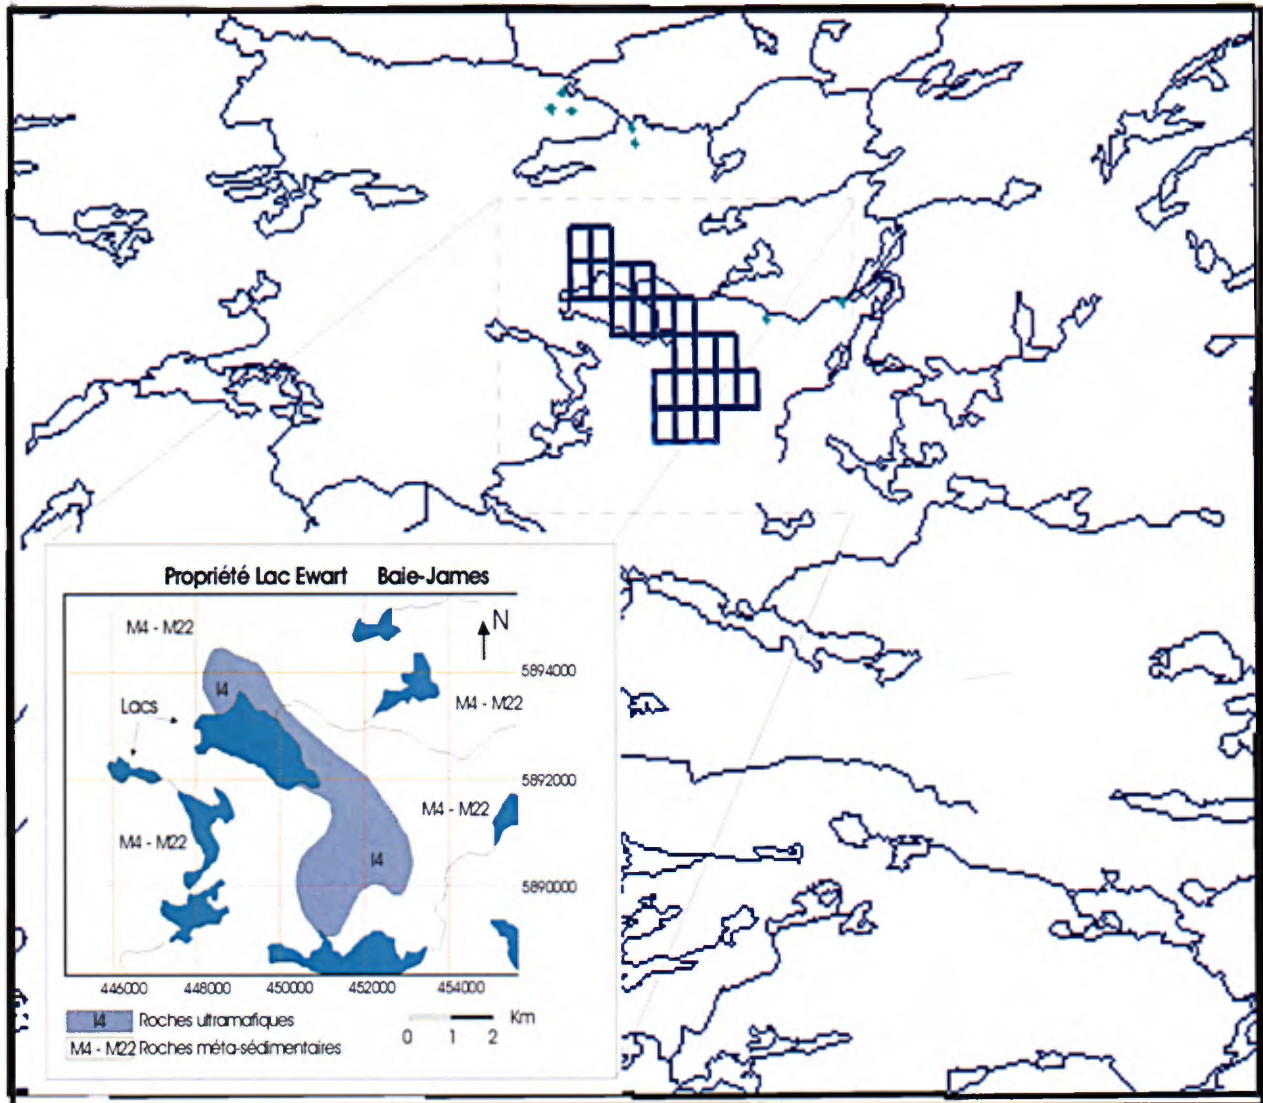 Propriété Lac Ewart Baie-James
M4 - M22
N
5894000
I4
M4 - M22
Lacs
5892000
M4 - M22
M4 - M22
I4
5890000
446000 448000 450000 452000 454000
I4 Roches ultramafiques
Km
0 1 2
M4 - M22 Roches méta-sédimentaires